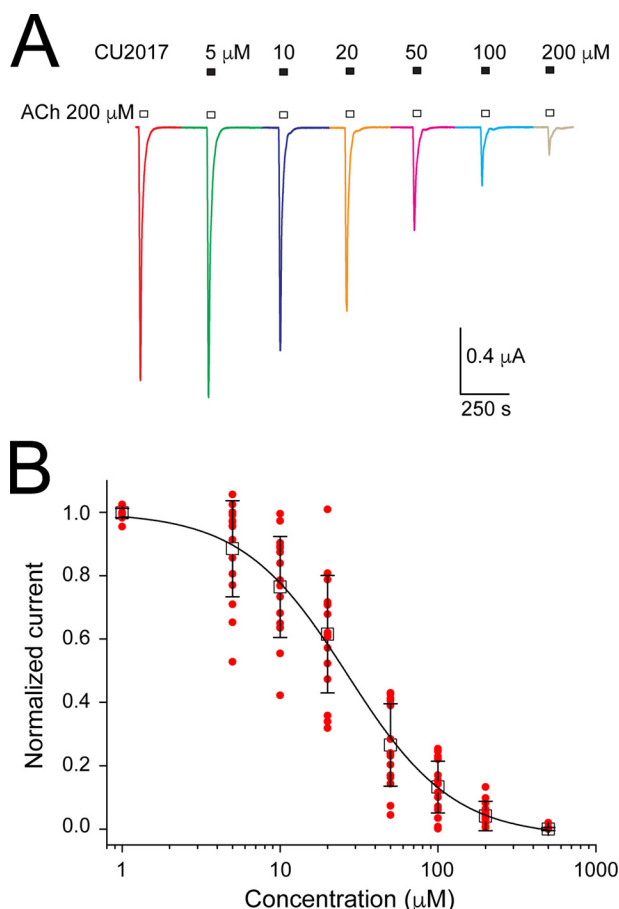 A
CU2017 5 μM 10 20 50 100 200 μM
ACh 200 μM
0.4 μA
250 s
B
1.0
0.8
0.6
0.4
0.2
0.0
Normalized current
1 10 100 1000
Concentration (μM)